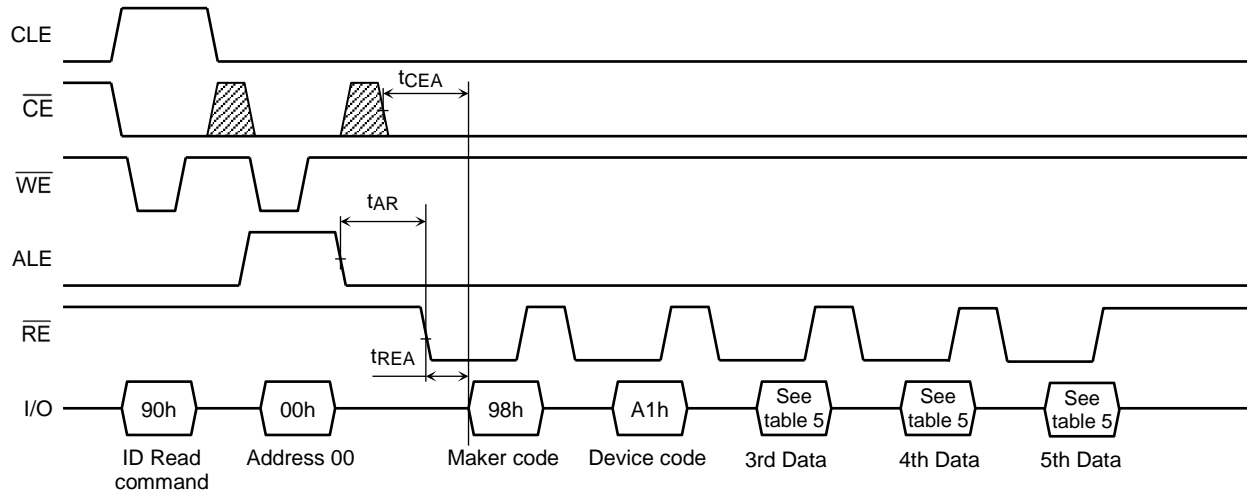 CLE
tCEA
CE
WE
tAR
ALE
RE
tREA
I/O
90h
00h
98h
A1h
See
table 5
See
table 5
See
table 5
ID Read
command
Address 00
Maker code
Device code
3rd Data
4th Data
5th Data